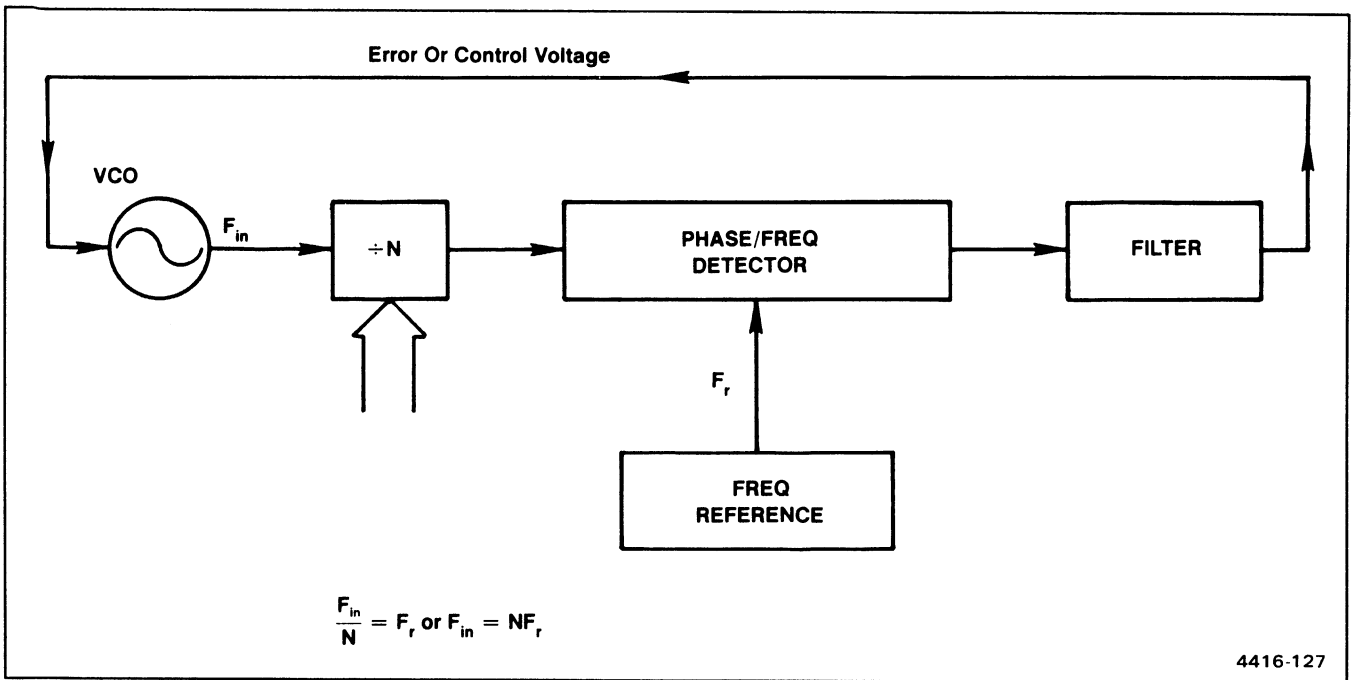 Error Or Control Voltage
VCO
F_in
÷N
PHASE/FREQ
DETECTOR
FILTER
F_r
FREQ
REFERENCE
F_in/N = F_r or F_in = NF_r
4416-127